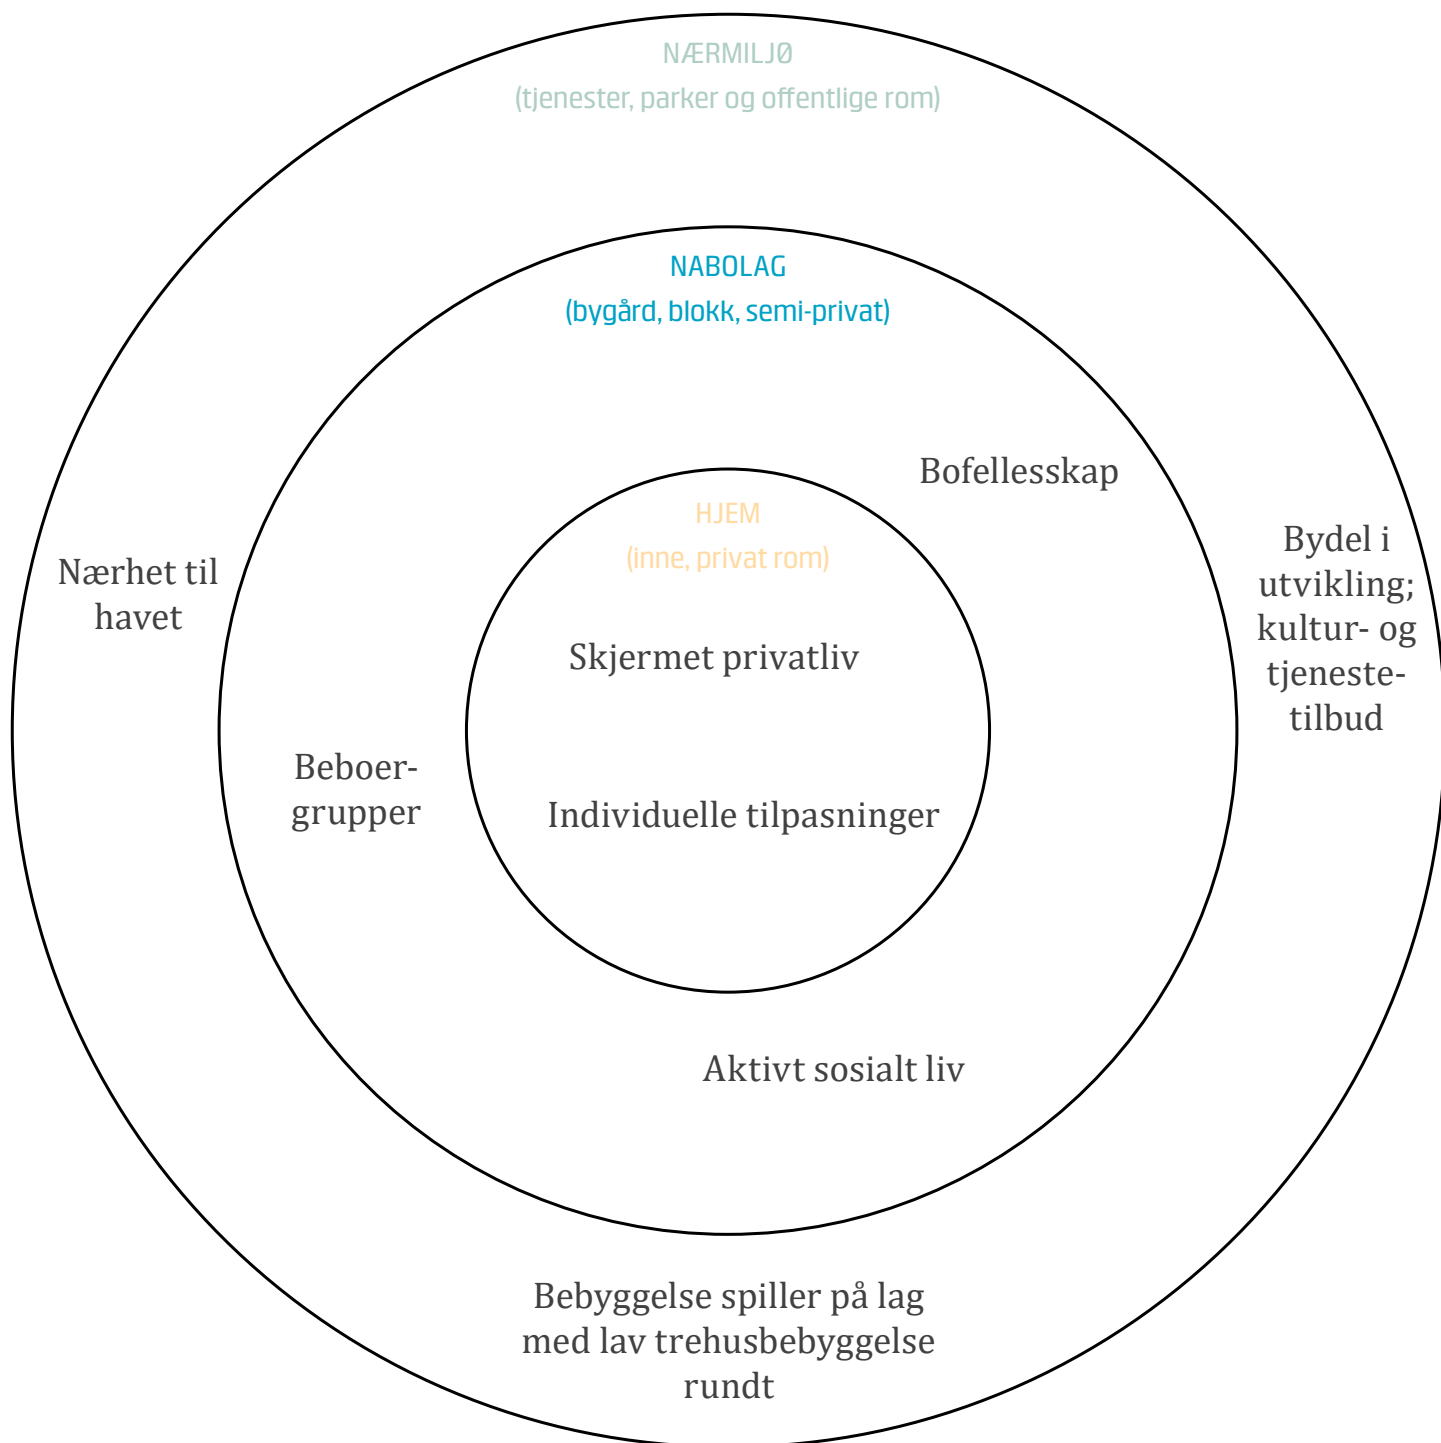 NÆRMILJØ
(tjenester, parker og offentlige rom)
NABOLAG
(bygård, blokk, semi-privat)
Bofellesskap
HJEM
(inne, privat rom)
Nærhet til
havet
Bydel i
utvikling;
kultur- og
tjeneste-
tilbud
Skjermet privatliv
Beboer-
grupper
Individuelle tilpasninger
Aktivt sosialt liv
Bebyggelse spiller på lag
med lav trehusbebyggelse
rundt